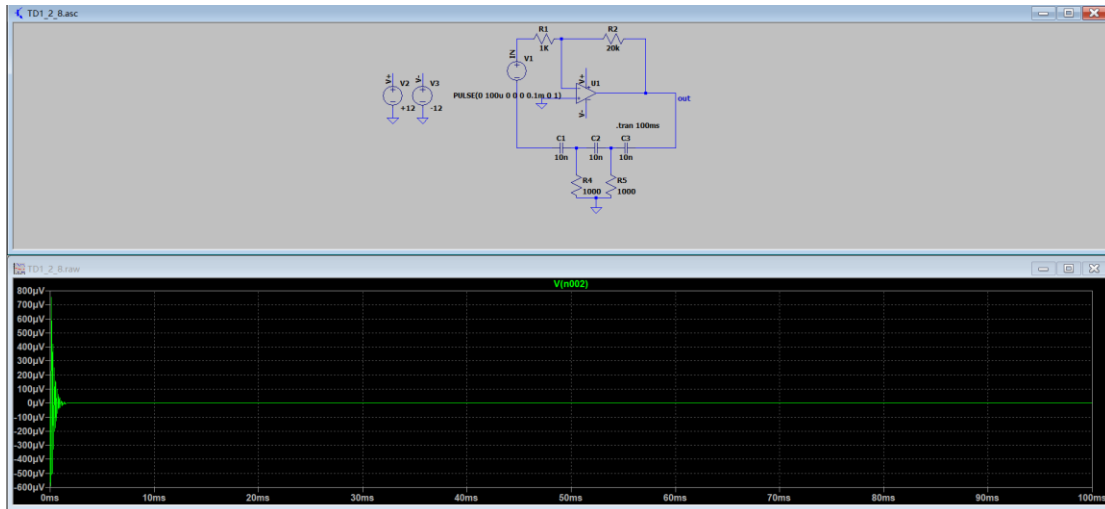 TD1_2_8.asc
R1
1K
R2
20k
IN
V1
V+
V2
+12
V-
V3
-12
PULSE(0 100u 0 0 0 0.1m 0 1)
V+
U1
V-
out
.tran 100ms
C1
10n
C2
10n
C3
10n
R4
1000
R5
1000
TD1_2_8.raw
V(n002)
800µV
700µV
600µV
500µV
400µV
300µV
200µV
100µV
0µV
-100µV
-200µV
-300µV
-400µV
-500µV
-600µV
0ms
10ms
20ms
30ms
40ms
50ms
60ms
70ms
80ms
90ms
100ms